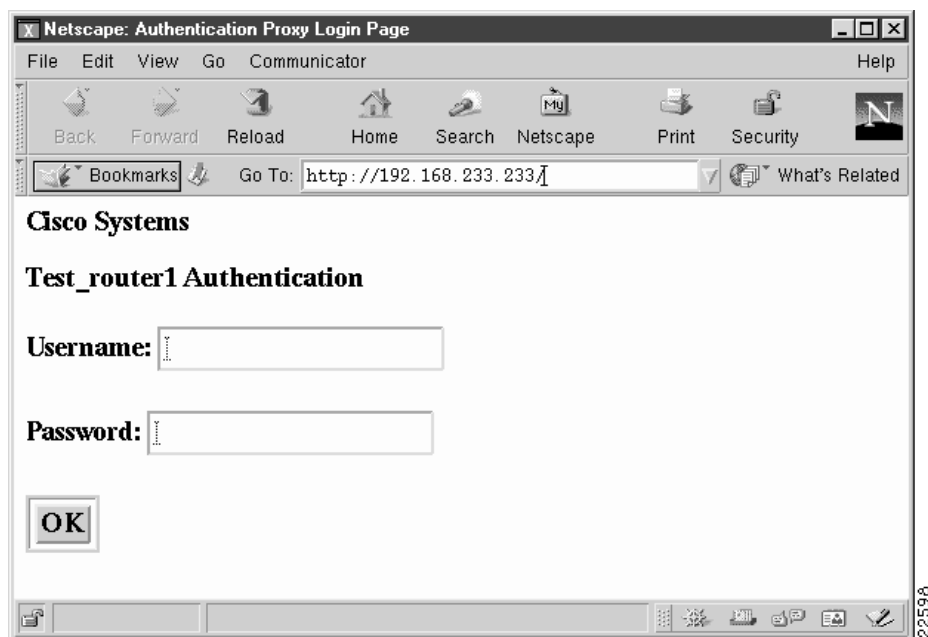 X Netscape: Authentication Proxy Login Page
File Edit View Go Communicator Help
Back Forward Reload Home Search My Netscape Print Security N
Bookmarks Go To: http://192.168.233.233/ What's Related
Cisco Systems
Test_router1 Authentication
Username:
Password:
OK
22598